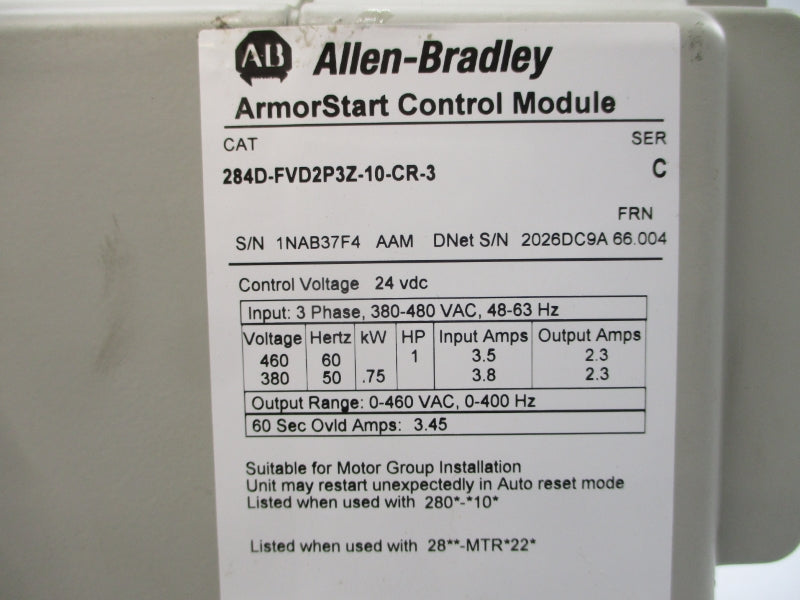 AB Allen-Bradley
ArmorStart Control Module
CAT SER
284D-FVD2P3Z-10-CR-3 C
FRN
S/N 1NAB37F4 AAM DNet S/N 2026DC9A 66.004
Control Voltage 24 vdc
Input: 3 Phase, 380-480 VAC, 48-63 Hz
Voltage Hertz kW HP Input Amps Output Amps
460 60 1 3.5 2.3
380 50 .75 3.8 2.3
Output Range: 0-460 VAC, 0-400 Hz
60 Sec Ovld Amps: 3.45
Suitable for Motor Group Installation
Unit may restart unexpectedly in Auto reset mode
Listed when used with 280*-*10*
Listed when used with 28**-MTR*22*